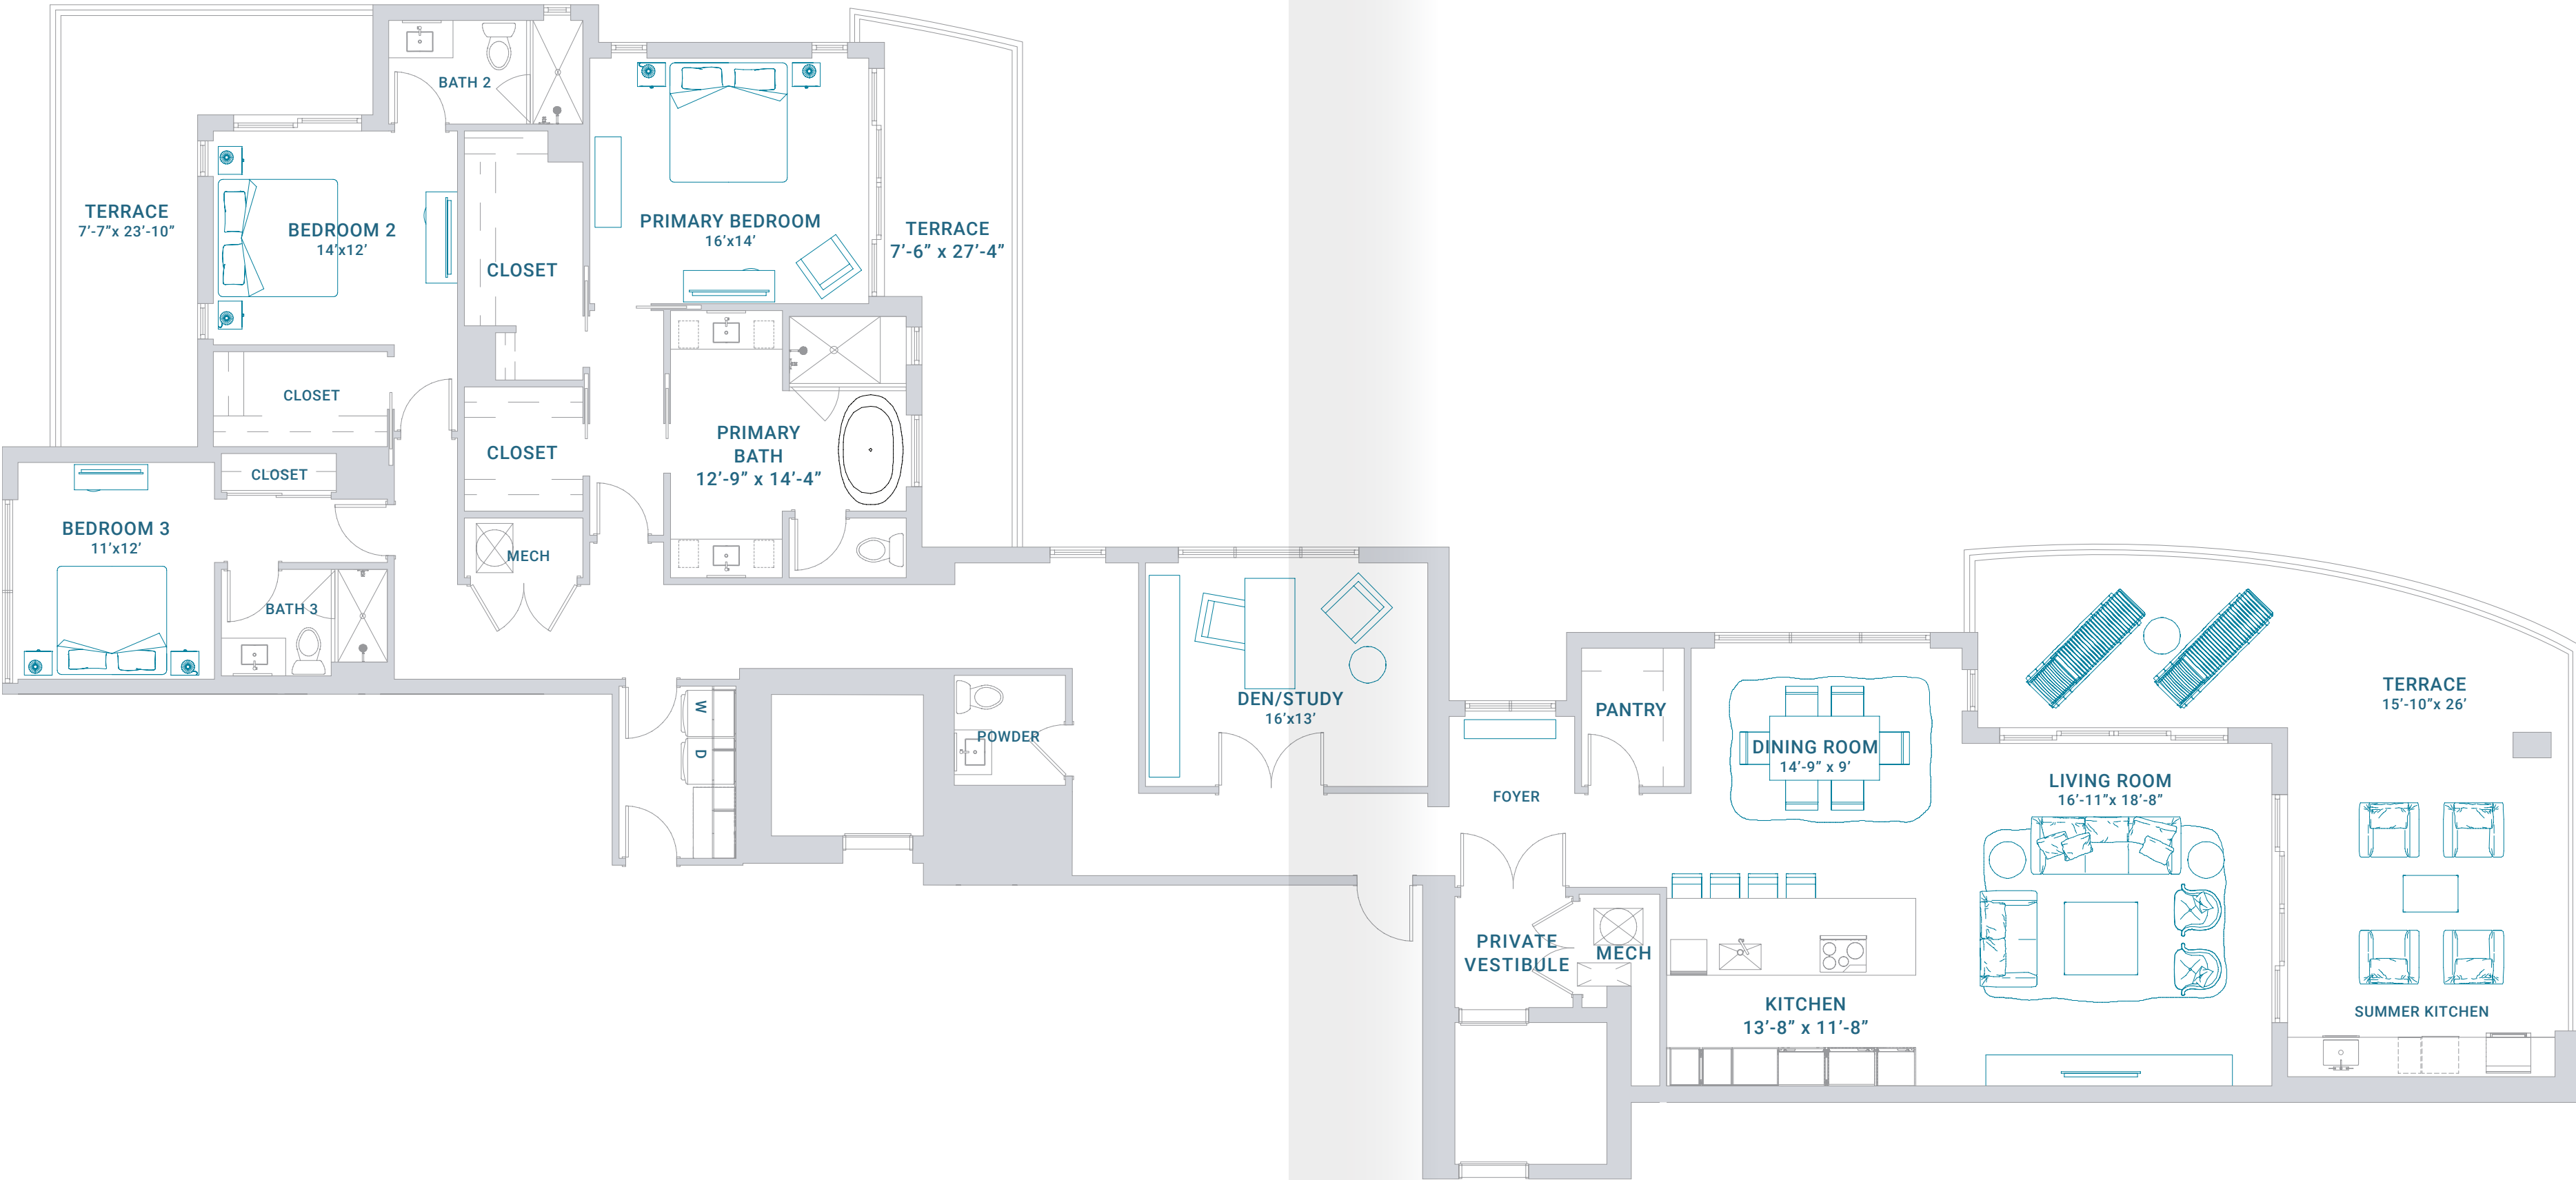 BATH 2
TERRACE
7’-7”x 23’-10”
BEDROOM 2
14’x12’
CLOSET
PRIMARY BEDROOM
16’x14’
TERRACE
7’-6” x 27’-4”
CLOSET
CLOSET
PRIMARY
BATH
12’-9” x 14’-4”
CLOSET
BEDROOM 3
11’x12’
MECH
BATH 3
W
D
POWDER
DEN/STUDY
16’x13’
FOYER
PANTRY
DINING ROOM
14’-9” x 9’
LIVING ROOM
16’-11”x 18’-8”
TERRACE
15’-10”x 26’
PRIVATE
VESTIBULE
MECH
KITCHEN
13’-8” x 11’-8”
SUMMER KITCHEN